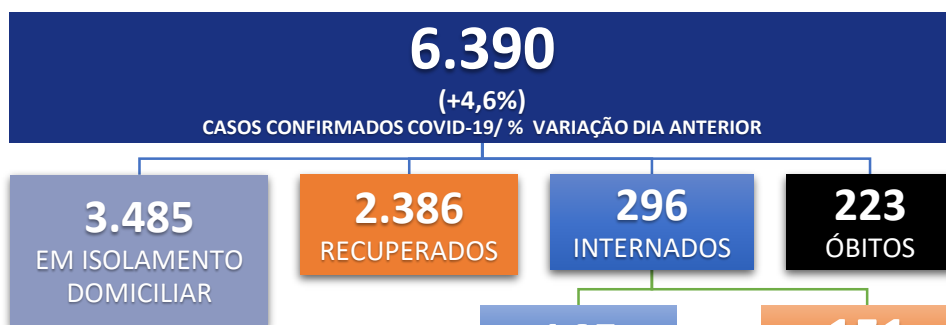 6.390
(+4,6%)
CASOS CONFIRMADOS COVID-19/ % VARIAÇÃO DIA ANTERIOR
3.485
EM ISOLAMENTO
DOMICILIAR
2.386
RECUPERADOS
296
INTERNADOS
223
ÓBITOS